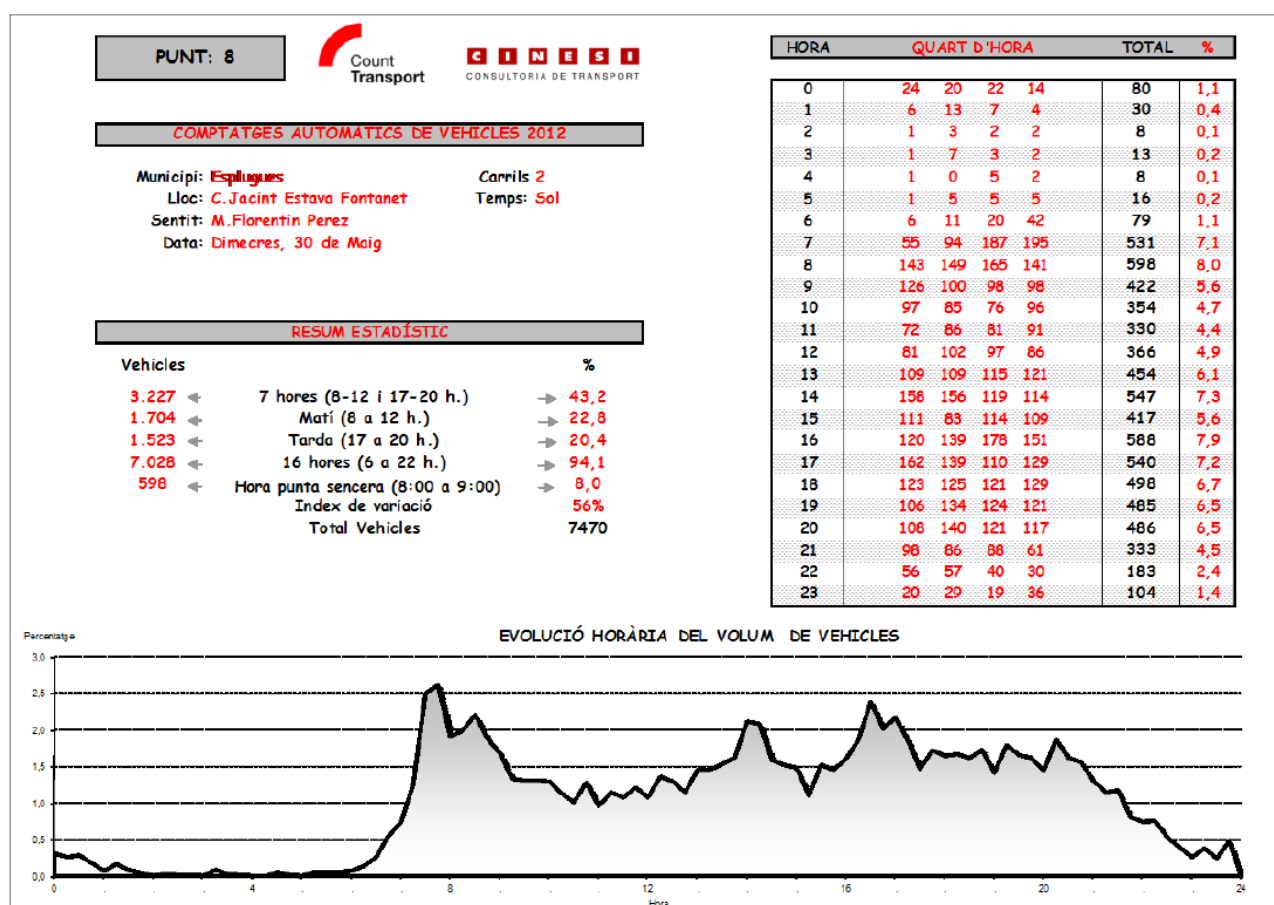 PUNT: 8
Count
Transport
CINESI
CONSULTORIA DE TRANSPORT
COMPTATGES AUTOMATICS DE VEHICLES 2012
Municipi: Esplugues Carrils 2
Lloc: C.Jacint Estava Fontanet Temps: Sol
Sentit: M.Florentin Perez
Data: Dimecres, 30 de Maig
RESUM ESTADÍSTIC
Vehicles %
3.227 7 hores (8-12 i 17-20 h.) 43,2
1.704 Matí (8 a 12 h.) 22,8
1.523 Tarda (17 a 20 h.) 20,4
7.028 16 hores (6 a 22 h.) 94,1
598 Hora punta sencera (8:00 a 9:00) 8,0
Index de variació 56%
Total Vehicles 7470
HORA QUART D'HORA TOTAL %
0 24 20 22 14 80 1,1
1 6 13 7 4 30 0,4
2 1 3 2 2 8 0,1
3 1 7 3 2 13 0,2
4 1 0 5 2 8 0,1
5 1 5 5 5 16 0,2
6 6 11 20 42 79 1,1
7 55 94 187 195 531 7,1
8 143 149 165 141 598 8,0
9 126 100 98 98 422 5,6
10 97 85 76 96 354 4,7
11 72 86 81 91 330 4,4
12 81 102 97 86 366 4,9
13 109 109 115 121 454 6,1
14 158 156 119 114 547 7,3
15 111 83 114 109 417 5,6
16 120 139 178 151 588 7,9
17 162 139 110 129 540 7,2
18 123 125 121 129 498 6,7
19 106 134 124 121 485 6,5
20 108 140 121 117 486 6,5
21 98 86 88 61 333 4,5
22 56 57 40 30 183 2,4
23 20 29 19 36 104 1,4
Percentatge
EVOLUCIÓ HORÀRIA DEL VOLUM DE VEHICLES
3,0
2,5
2,0
1,5
1,0
0,5
0,0
0 . . . 4 . . . 8 . . . 12 . . . 16 . . . 20 . . . 24
Hora